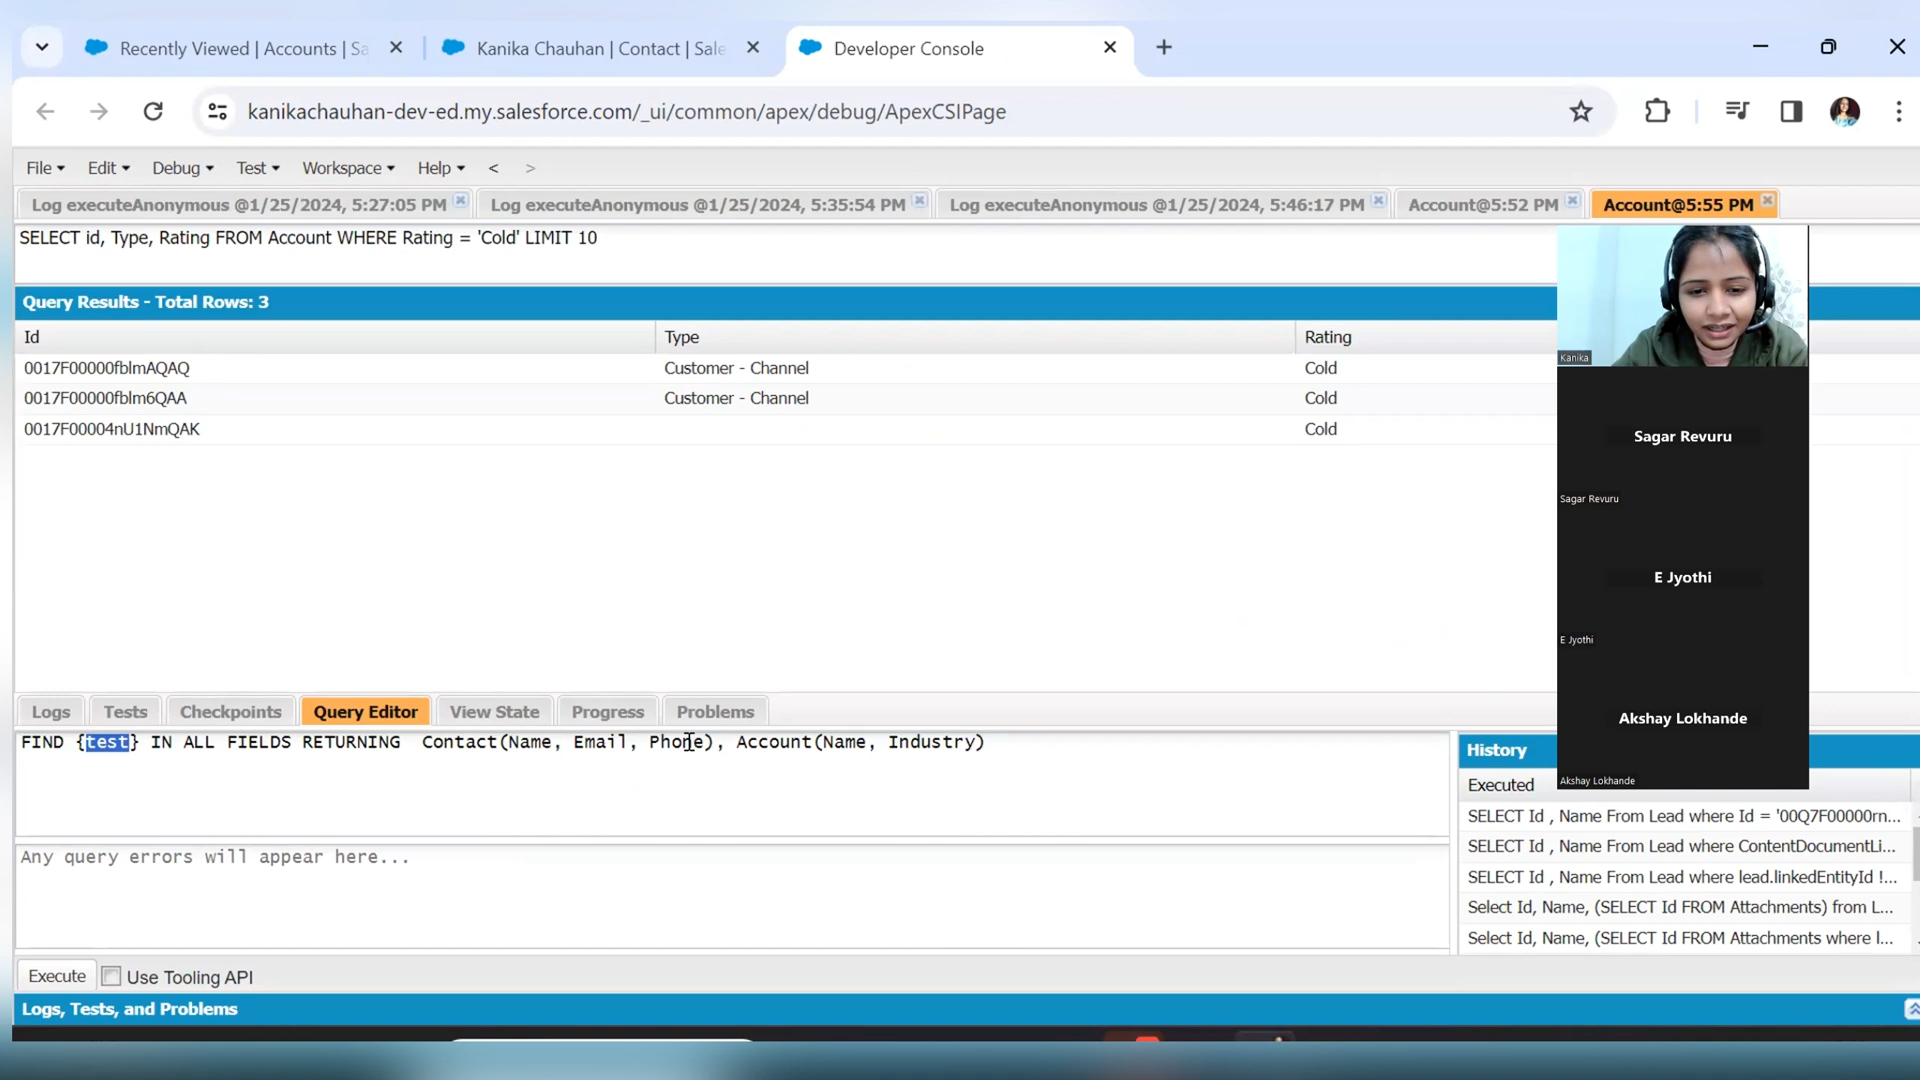 Recently Viewed | Accounts | Sa
Kanika Chauhan | Contact | Sale
Developer Console
kanikachauhan-dev-ed.my.salesforce.com/_ui/common/apex/debug/ApexCSIPage
File Edit Debug Test Workspace Help < >
Log executeAnonymous @1/25/2024, 5:27:05 PM
Log executeAnonymous @1/25/2024, 5:35:54 PM
Log executeAnonymous @1/25/2024, 5:46:17 PM
Account@5:52 PM
Account@5:55 PM
SELECT id, Type, Rating FROM Account WHERE Rating = 'Cold' LIMIT 10
Query Results - Total Rows: 3
Id Type Rating
0017F00000fblmAQAQ Customer - Channel Cold
0017F00000fblm6QAA Customer - Channel Cold
0017F00004nU1NmQAK Cold
Kanika
Sagar Revuru
Sagar Revuru
E Jyothi
E Jyothi
Akshay Lokhande
Akshay Lokhande
Logs Tests Checkpoints Query Editor View State Progress Problems
FIND {test} IN ALL FIELDS RETURNING Contact(Name, Email, Phone), Account(Name, Industry)
Any query errors will appear here...
History
Executed
SELECT Id , Name From Lead where Id = '00Q7F00000rn...
SELECT Id , Name From Lead where ContentDocumentLi...
SELECT Id , Name From Lead where lead.linkedEntityId !...
Select Id, Name, (SELECT Id FROM Attachments) from L...
Select Id, Name, (SELECT Id FROM Attachments where l...
Execute Use Tooling API
Logs, Tests, and Problems